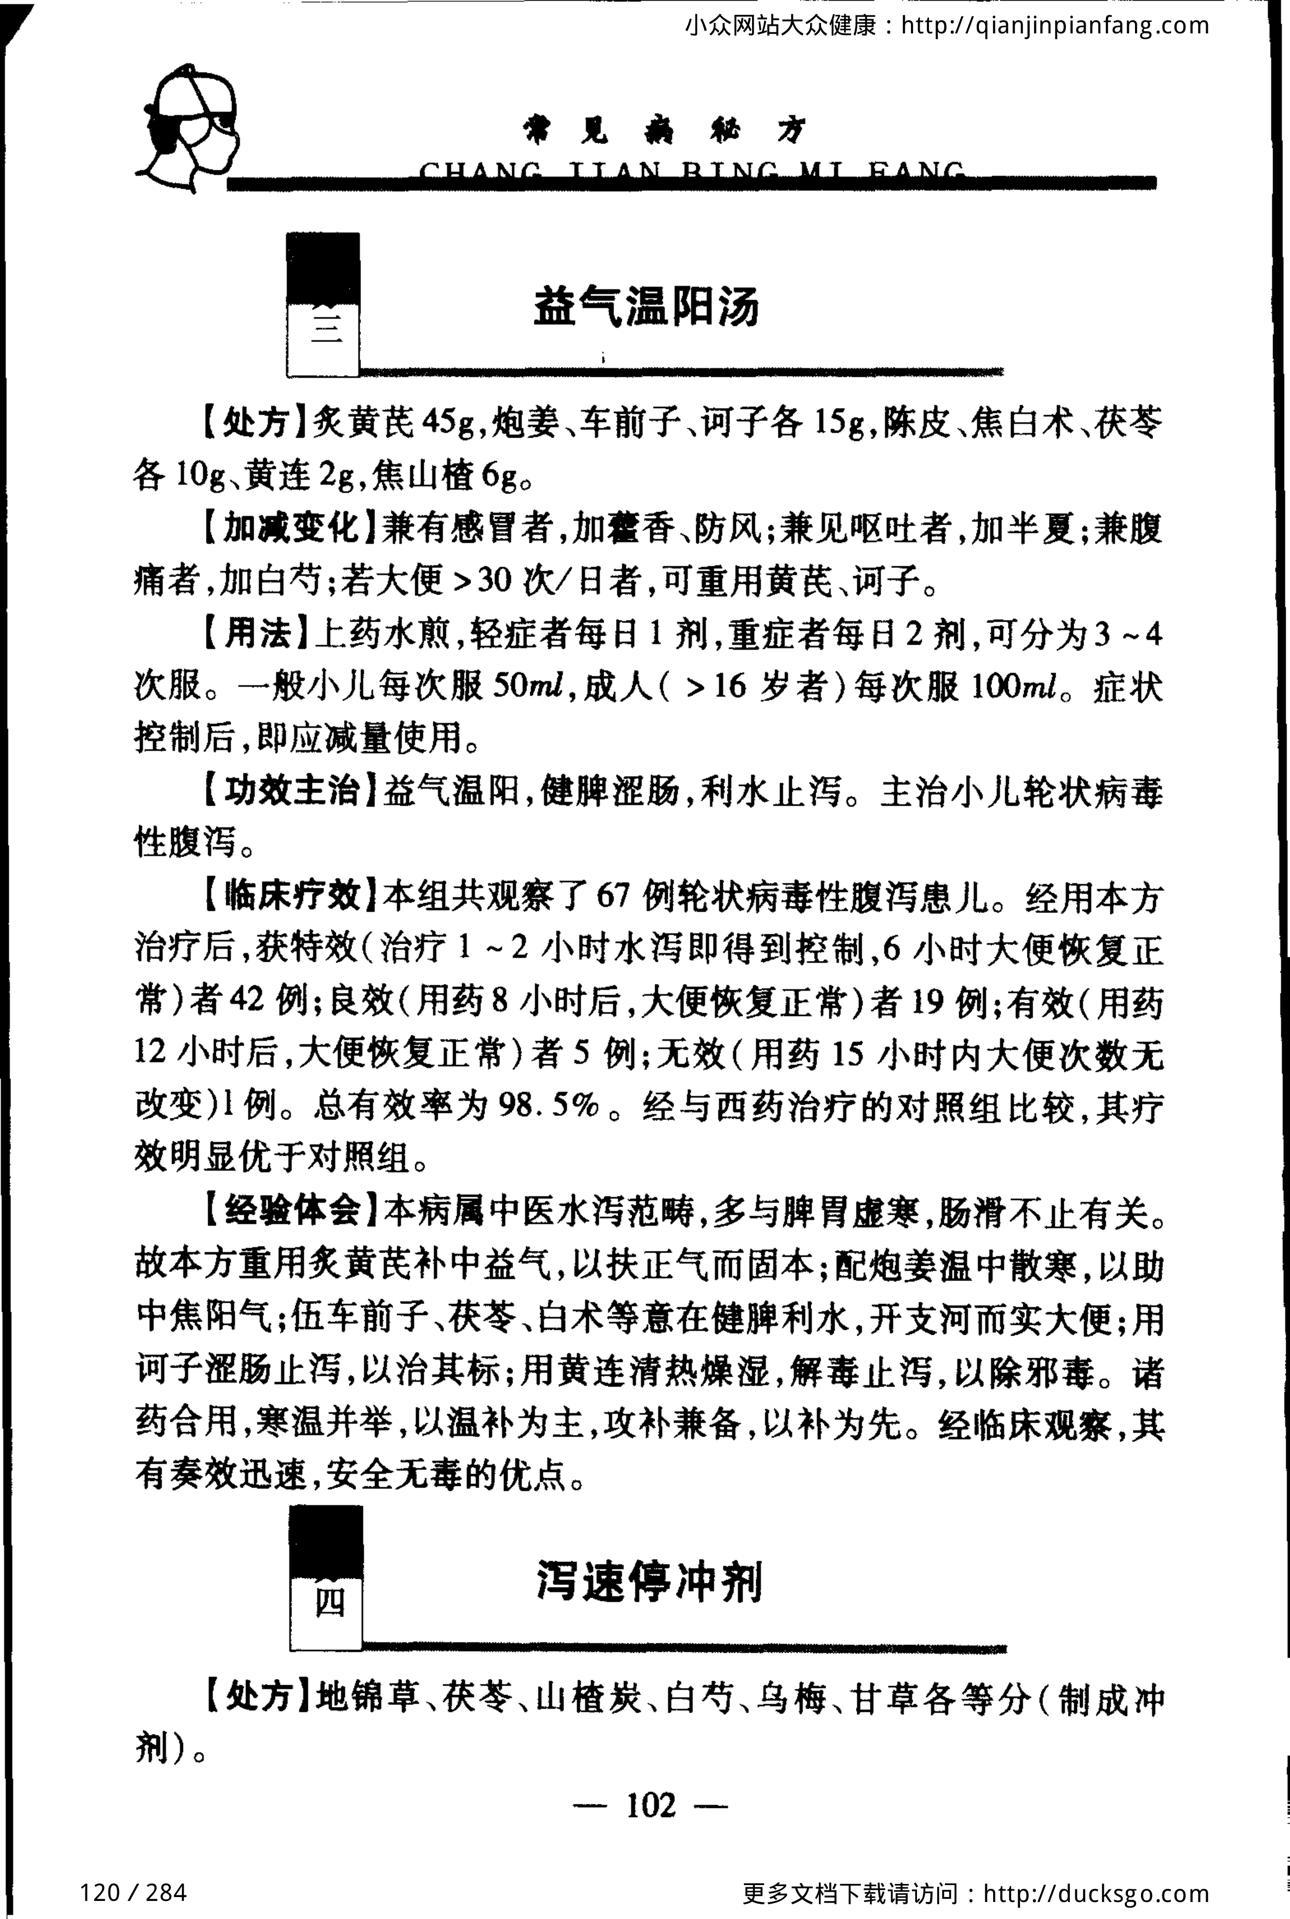 小众网站大众健康：http://qianjinpianfang.com
常见病秘方
CHANG JIAN BING MI FANG
三
益气温阳汤
【处方】炙黄芪 45g,炮姜、车前子、诃子各 15g,陈皮、焦白术、茯苓
各 10g、黄连 2g,焦山楂 6g。
【加减变化】兼有感冒者,加藿香、防风;兼见呕吐者,加半夏;兼腹
痛者,加白芍;若大便>30 次/日者,可重用黄芪、诃子。
【用法】上药水煎,轻症者每日 1 剂,重症者每日 2 剂,可分为 3～4
次服。一般小儿每次服 50ml,成人(>16 岁者)每次服 100ml。症状
控制后,即应减量使用。
【功效主治】益气温阳,健脾涩肠,利水止泻。主治小儿轮状病毒
性腹泻。
【临床疗效】本组共观察了 67 例轮状病毒性腹泻患儿。经用本方
治疗后,获特效(治疗 1～2 小时水泻即得到控制,6 小时大便恢复正
常)者 42 例;良效(用药 8 小时后,大便恢复正常)者 19 例;有效(用药
12 小时后,大便恢复正常)者 5 例;无效(用药 15 小时内大便次数无
改变)1 例。总有效率为 98.5%。经与西药治疗的对照组比较,其疗
效明显优于对照组。
【经验体会】本病属中医水泻范畴,多与脾胃虚寒,肠滑不止有关。
故本方重用炙黄芪补中益气,以扶正气而固本;配炮姜温中散寒,以助
中焦阳气;伍车前子、茯苓、白术等意在健脾利水,开支河而实大便;用
诃子涩肠止泻,以治其标;用黄连清热燥湿,解毒止泻,以除邪毒。诸
药合用,寒温并举,以温补为主,攻补兼备,以补为先。经临床观察,其
有奏效迅速,安全无毒的优点。
四
泻速停冲剂
【处方】地锦草、茯苓、山楂炭、白芍、乌梅、甘草各等分(制成冲
剂)。
— 102 —
120 / 284
更多文档下载请访问：http://ducksgo.com